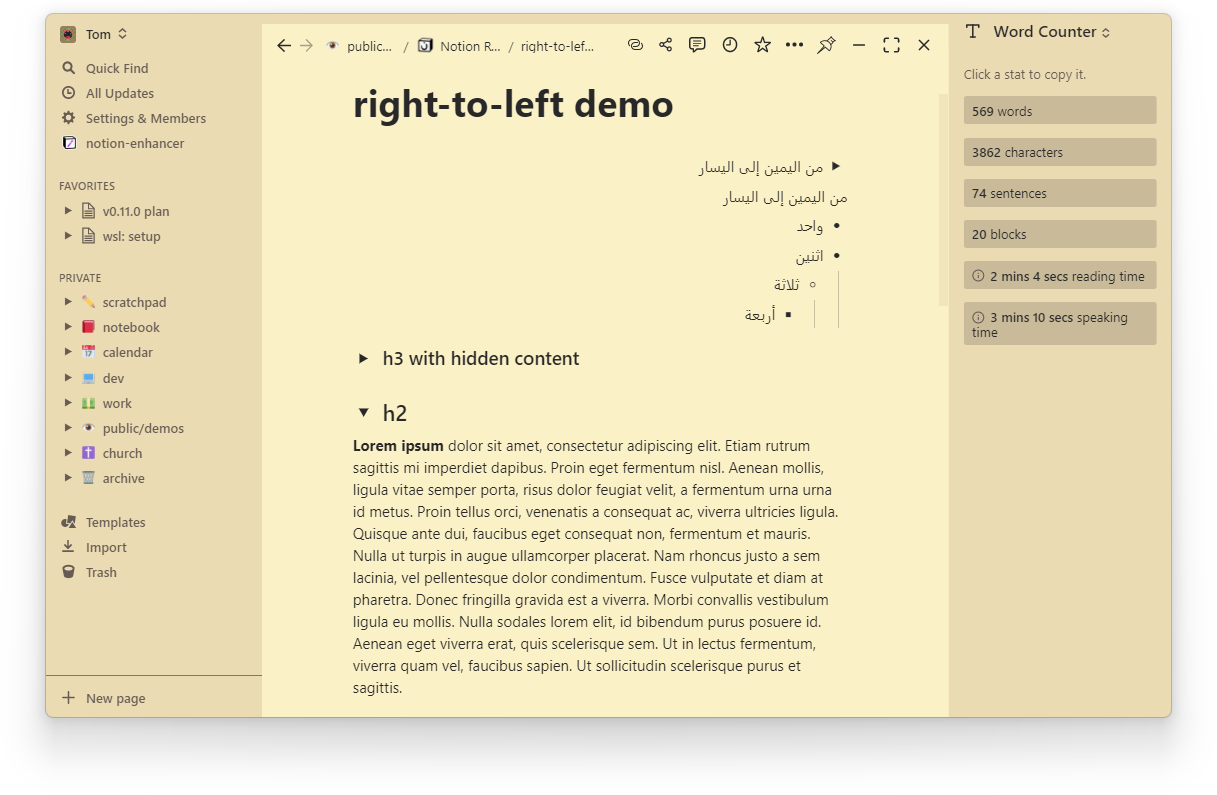 Tom
Quick Find
All Updates
Settings & Members
notion-enhancer
FAVORITES
v0.11.0 plan
wsl: setup
PRIVATE
scratchpad
notebook
calendar
dev
work
public/demos
church
archive
Templates
Import
Trash
New page
public... / Notion R... / right-to-lef...
right-to-left demo
من اليمين إلى اليسار
من اليمين إلى اليسار
واحد
اثنين
ثلاثة
أربعة
h3 with hidden content
h2
Lorem ipsum dolor sit amet, consectetur adipiscing elit. Etiam rutrum
sagittis mi imperdiet dapibus. Proin eget fermentum nisl. Aenean mollis,
ligula vitae semper porta, risus dolor feugiat velit, a fermentum urna urna
id metus. Proin tellus orci, venenatis a consequat ac, viverra ultricies ligula.
Quisque ante dui, faucibus eget consequat non, fermentum et mauris.
Nulla ut turpis in augue ullamcorper placerat. Nam rhoncus justo a sem
lacinia, vel pellentesque dolor condimentum. Fusce vulputate et diam at
pharetra. Donec fringilla gravida est a viverra. Morbi convallis vestibulum
ligula eu mollis. Nulla sodales lorem elit, id bibendum purus posuere id.
Aenean eget viverra erat, quis scelerisque sem. Ut in lectus fermentum,
viverra quam vel, faucibus sapien. Ut sollicitudin scelerisque purus et
sagittis.
Word Counter
Click a stat to copy it.
569 words
3862 characters
74 sentences
20 blocks
2 mins 4 secs reading time
3 mins 10 secs speaking
time